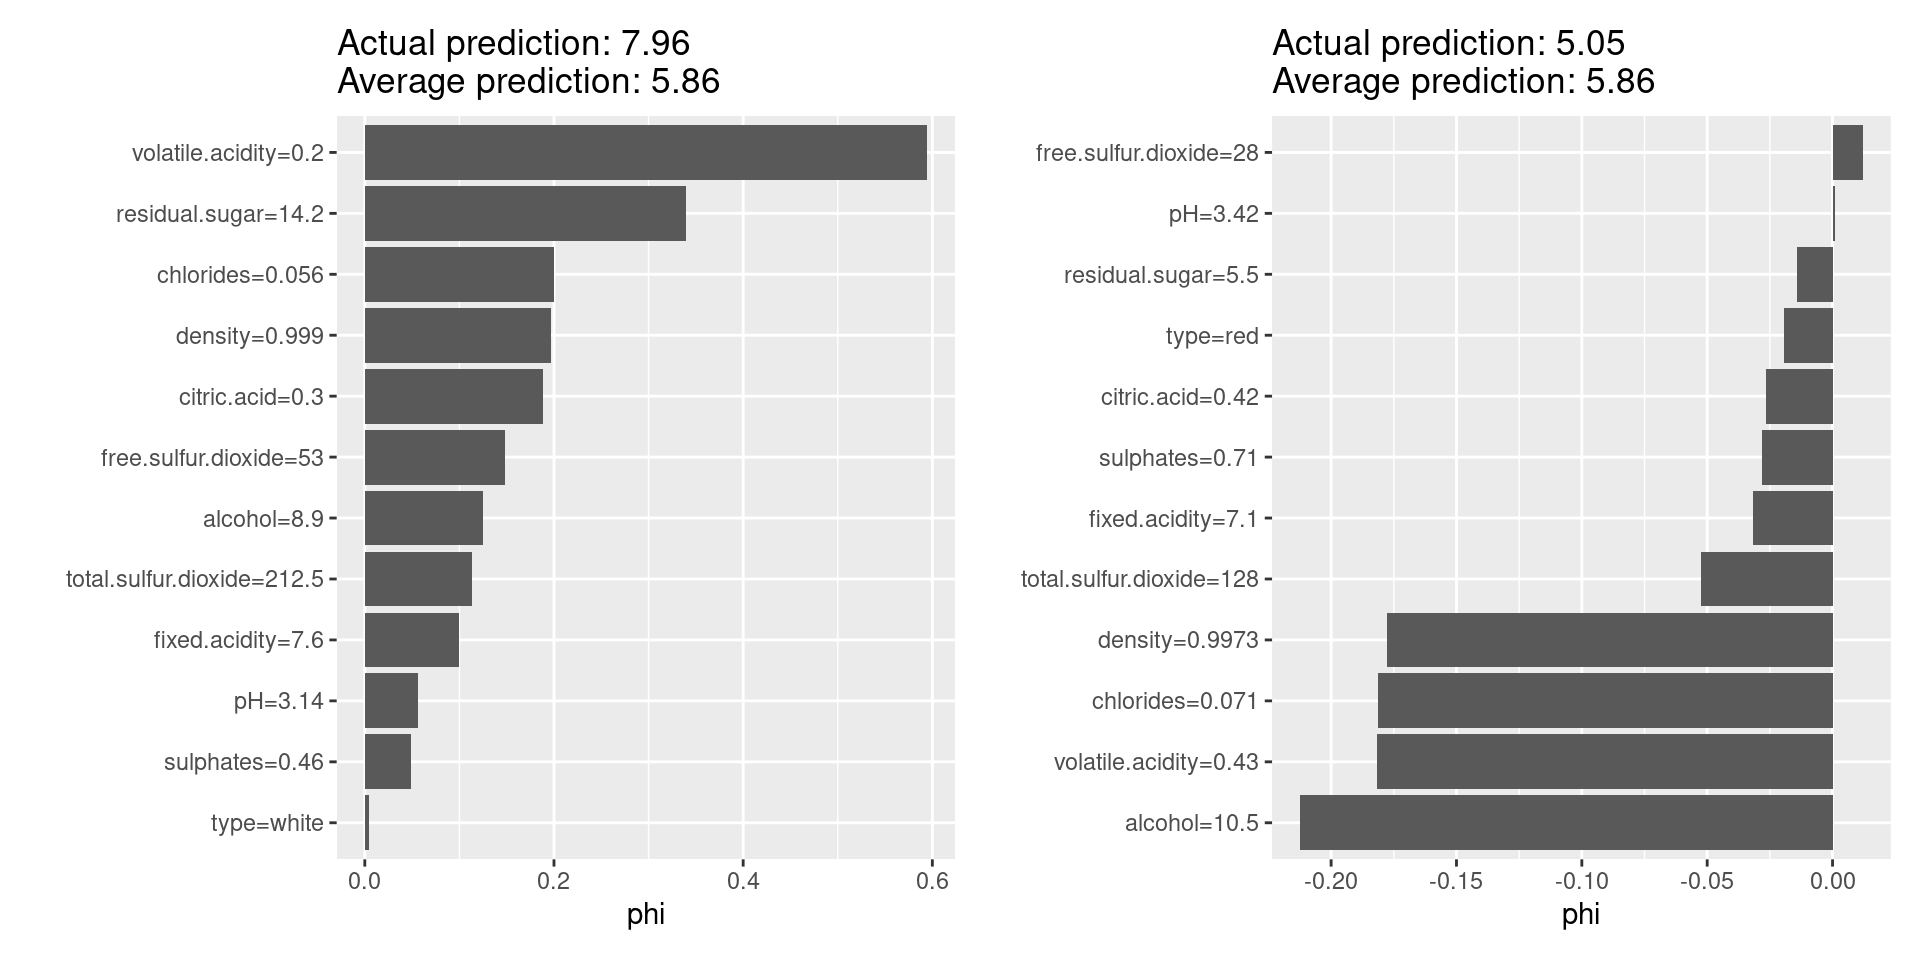 Actual prediction: 7.96
Average prediction: 5.86
volatile.acidity=0.2
residual.sugar=14.2
chlorides=0.056
density=0.999
citric.acid=0.3
free.sulfur.dioxide=53
alcohol=8.9
total.sulfur.dioxide=212.5
fixed.acidity=7.6
pH=3.14
sulphates=0.46
type=white
0.0 0.2 0.4 0.6
phi
Actual prediction: 5.05
Average prediction: 5.86
free.sulfur.dioxide=28
pH=3.42
residual.sugar=5.5
type=red
citric.acid=0.42
sulphates=0.71
fixed.acidity=7.1
total.sulfur.dioxide=128
density=0.9973
chlorides=0.071
volatile.acidity=0.43
alcohol=10.5
-0.20 -0.15 -0.10 -0.05 0.00
phi